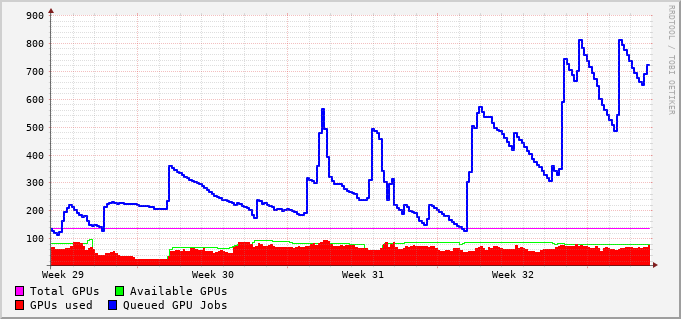 900
800
700
600
500
400
300
200
100
Week 29 Week 30 Week 31 Week 32
Total GPUs Available GPUs
GPUs used Queued GPU Jobs
RRDTOOL / TOBI OETIKER